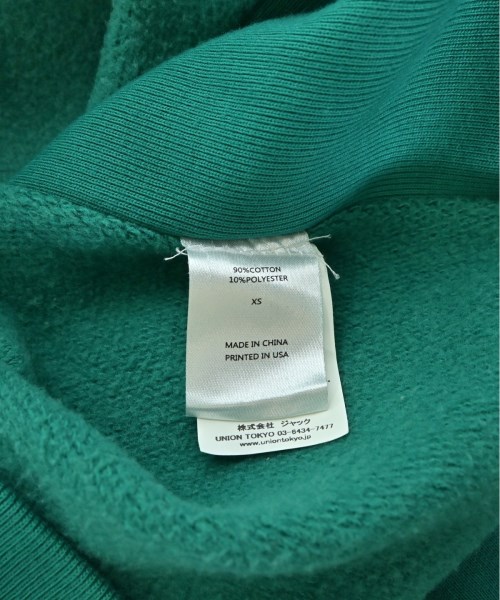 90%COTTON
10%POLYESTER
XS
MADE IN CHINA
PRINTED IN USA
株式会社 ジャック
UNION TOKYO 03-6434-7477
www.uniontokyo.jp